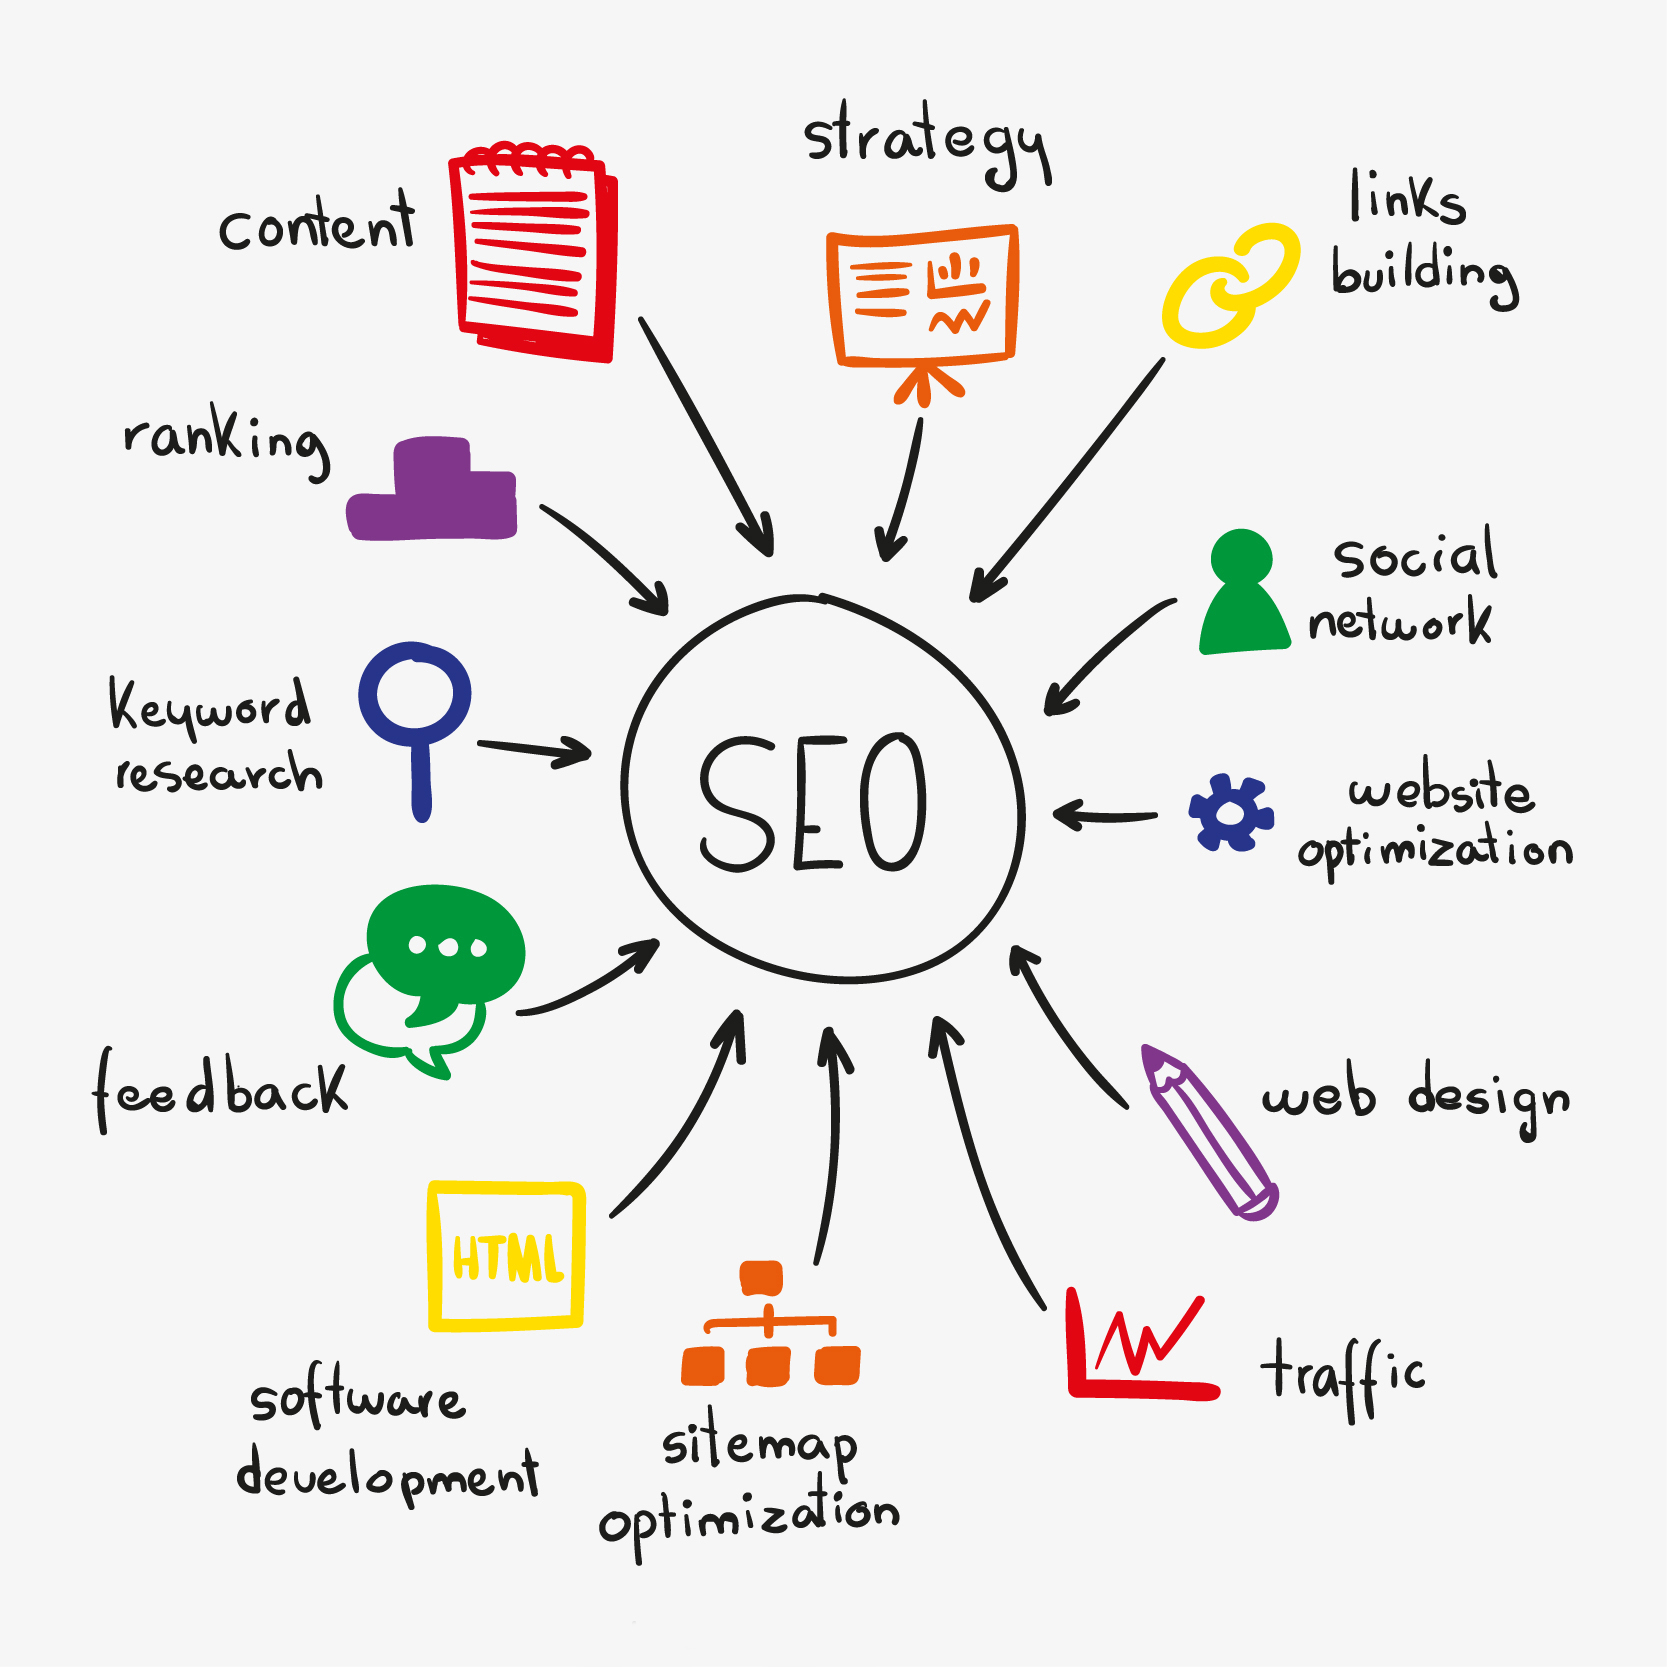 strategy
content
links
building
ranking
social
network
keyword
research
SEO
website
optimization
feedback
web design
HTML
software
development
sitemap
optimization
traffic